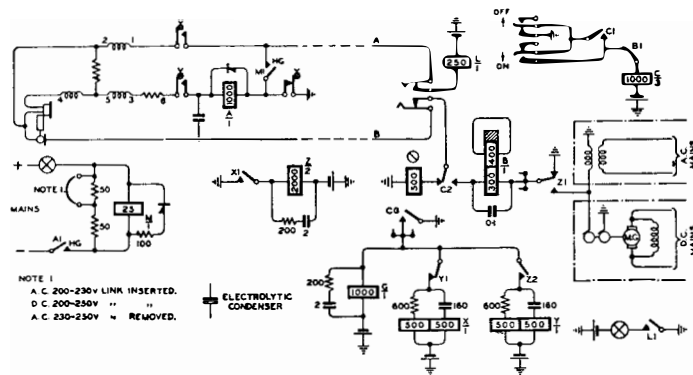 OFF
ON
C1
B1
1000
C
3
A
2 1
Y
M1 HG
X
4 5 3 6
Y
1000
A
1
B
250
L
1
+
NOTE 1.
50
MAINS
50
25
M
1
100
A1 HG
X1
2000
Z
2
200 2
500
C2
300 400
B
1
Z1
A.C. MAINS
D.C. MAINS
CG
200
2
1000
G
1
Y1
600 160
500 500
X
1
Z2
600 160
500 500
Y
1
L1
NOTE 1
A.C. 200-230V LINK INSERTED.
D.C. 200-250V " "
A.C. 230-250V " REMOVED.
ELECTROLYTIC
CONDENSER